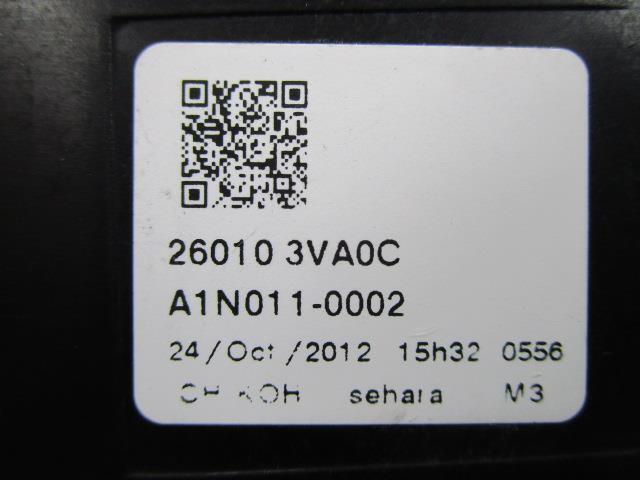 26010 3VA0C
A1N011-0002
24/Oct/2012 15h32 0556
sehara M3